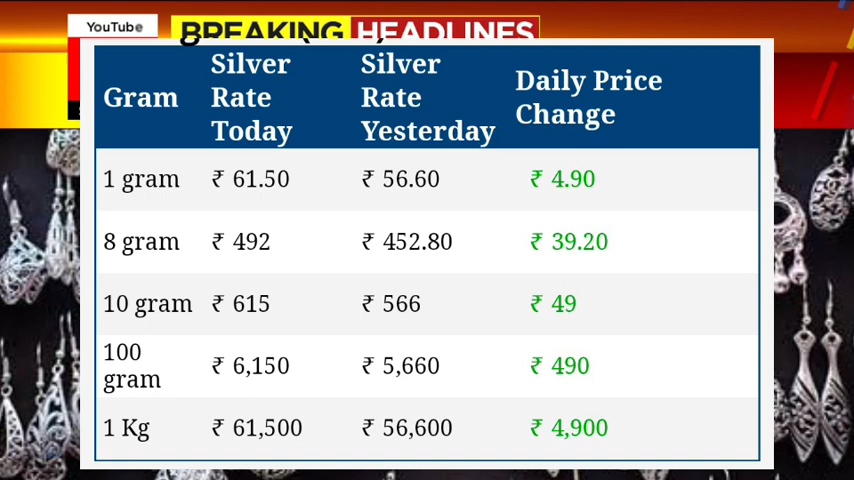 YouTube
BREAKING HEADLINES
Gram Silver Rate Today Silver Rate Yesterday Daily Price Change
1 gram ₹ 61.50 ₹ 56.60 ₹ 4.90
8 gram ₹ 492 ₹ 452.80 ₹ 39.20
10 gram ₹ 615 ₹ 566 ₹ 49
100 gram ₹ 6,150 ₹ 5,660 ₹ 490
1 Kg ₹ 61,500 ₹ 56,600 ₹ 4,900